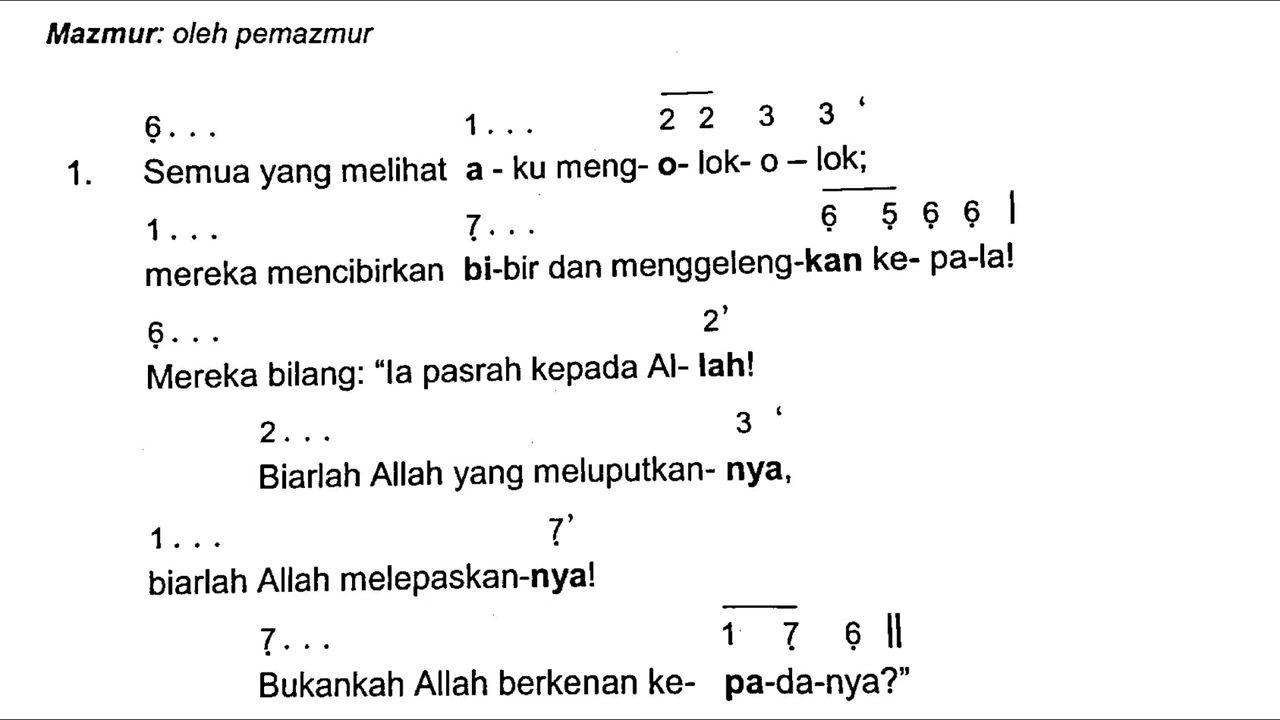 Mazmur: oleh pemazmur
6̣. . . 1. . . 2 2 3 3 ‘
1. Semua yang melihat a - ku meng- o- lok- o – lok;
1. . . 7̣. . . 6̣ 5̣ 6̣ 6̣ |
mereka mencibirkan bi-bir dan menggeleng-kan ke- pa-la!
6̣. . . 2’
Mereka bilang: “Ia pasrah kepada Al- lah!
2. . . 3 ‘
Biarlah Allah yang meluputkan- nya,
1. . . 7̣’
biarlah Allah melepaskan-nya!
7̣. . . 1 7̣ 6̣ ||
Bukankah Allah berkenan ke- pa-da-nya?”